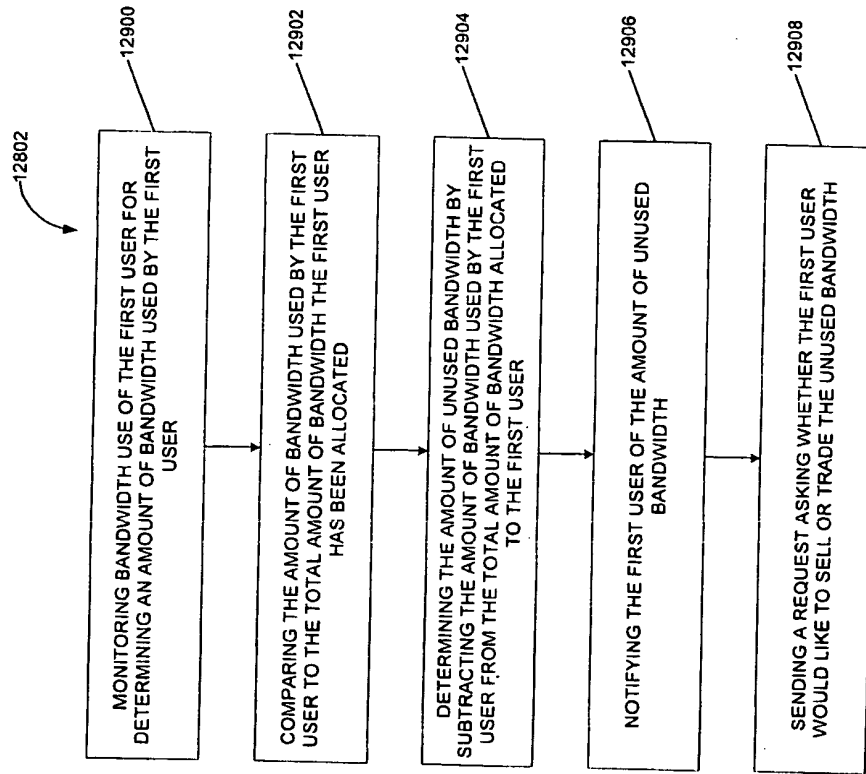 12802
12900
MONITORING BANDWIDTH USE OF THE FIRST USER FOR
DETERMINING AN AMOUNT OF BANDWIDTH USED BY THE FIRST
USER
12902
COMPARING THE AMOUNT OF BANDWIDTH USED BY THE FIRST
USER TO THE TOTAL AMOUNT OF BANDWIDTH THE FIRST USER
HAS BEEN ALLOCATED
12904
DETERMINING THE AMOUNT OF UNUSED BANDWIDTH BY
SUBTRACTING THE AMOUNT OF BANDWIDTH USED BY THE FIRST
USER FROM THE TOTAL AMOUNT OF BANDWIDTH ALLOCATED
TO THE FIRST USER
12906
NOTIFYING THE FIRST USER OF THE AMOUNT OF UNUSED
BANDWIDTH
12908
SENDING A REQUEST ASKING WHETHER THE FIRST USER
WOULD LIKE TO SELL OR TRADE THE UNUSED BANDWIDTH